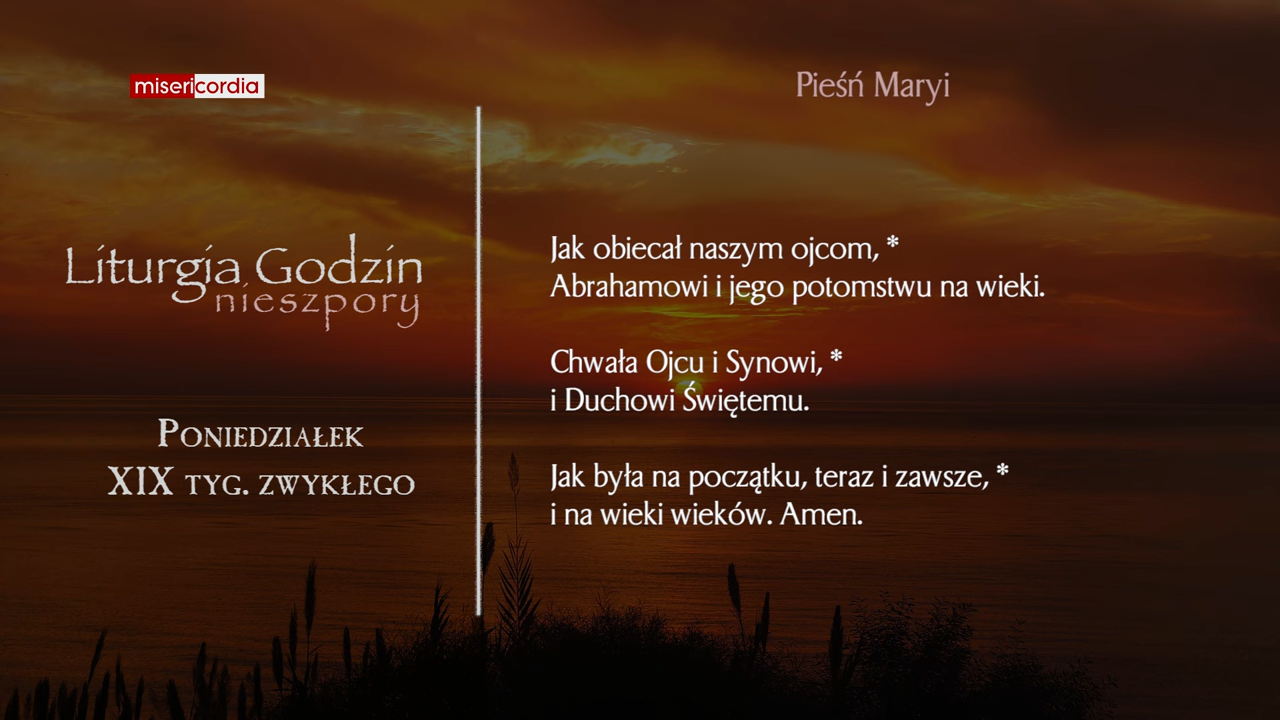 misericordia
Liturgia Godzin
nieszpory
Poniedziałek
XIX tyg. zwykłego
Pieśń Maryi
Jak obiecał naszym ojcom, *
Abrahamowi i jego potomstwu na wieki.
Chwała Ojcu i Synowi, *
i Duchowi Świętemu.
Jak była na początku, teraz i zawsze, *
i na wieki wieków. Amen.